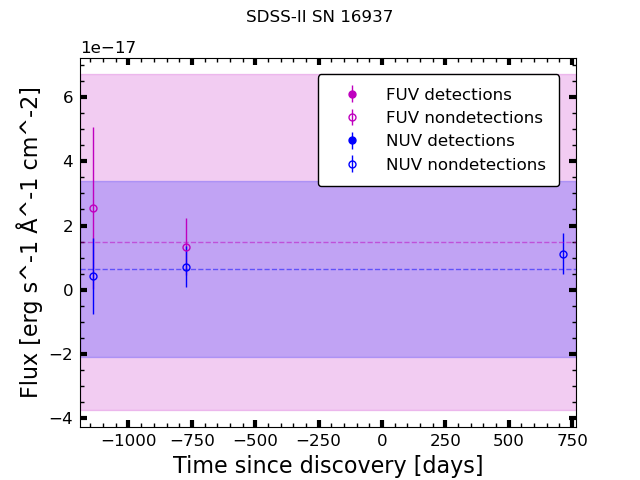 SDSS-II SN 16937
1e−17
FUV detections
FUV nondetections
NUV detections
NUV nondetections
6
4
2
0
−2
−4
Flux [erg s^-1 Å^-1 cm^-2]
−1000 −750 −500 −250 0 250 500 750
Time since discovery [days]